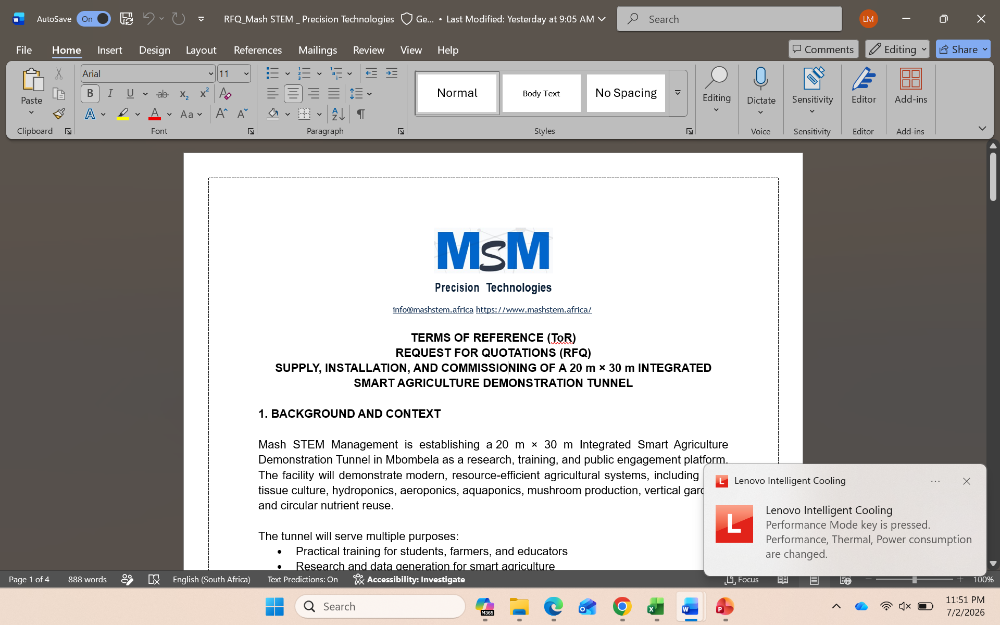 AutoSave On RFQ_Mash STEM _ Precision Technologies Ge... • Last Modified: Yesterday at 9:05 AM Search LM
File Home Insert Design Layout References Mailings Review View Help Comments Editing Share
Paste Arial 11
Normal Body Text No Spacing
Editing Dictate Sensitivity Editor Add-ins
Clipboard Font Paragraph Styles Voice Sensitivity Editor Add-ins
MSM
Precision Technologies
info@mashstem.africa https://www.mashstem.africa/
TERMS OF REFERENCE (ToR)
REQUEST FOR QUOTATIONS (RFQ)
SUPPLY, INSTALLATION, AND COMMISSIONING OF A 20 m × 30 m INTEGRATED
SMART AGRICULTURE DEMONSTRATION TUNNEL
1. BACKGROUND AND CONTEXT
Mash STEM Management is establishing a 20 m × 30 m Integrated Smart Agriculture
Demonstration Tunnel in Mbombela as a research, training, and public engagement platform.
The facility will demonstrate modern, resource-efficient agricultural systems, including
tissue culture, hydroponics, aeroponics, aquaponics, mushroom production, vertical gard
and circular nutrient reuse.
The tunnel will serve multiple purposes:
• Practical training for students, farmers, and educators
• Research and data generation for smart agriculture
Lenovo Intelligent Cooling
Lenovo Intelligent Cooling
Performance Mode key is pressed.
Performance, Thermal, Power consumption
are changed.
Page 1 of 4 888 words English (South Africa) Text Predictions: On Accessibility: Investigate Focus 100%
Search
11:51 PM
7/2/2026